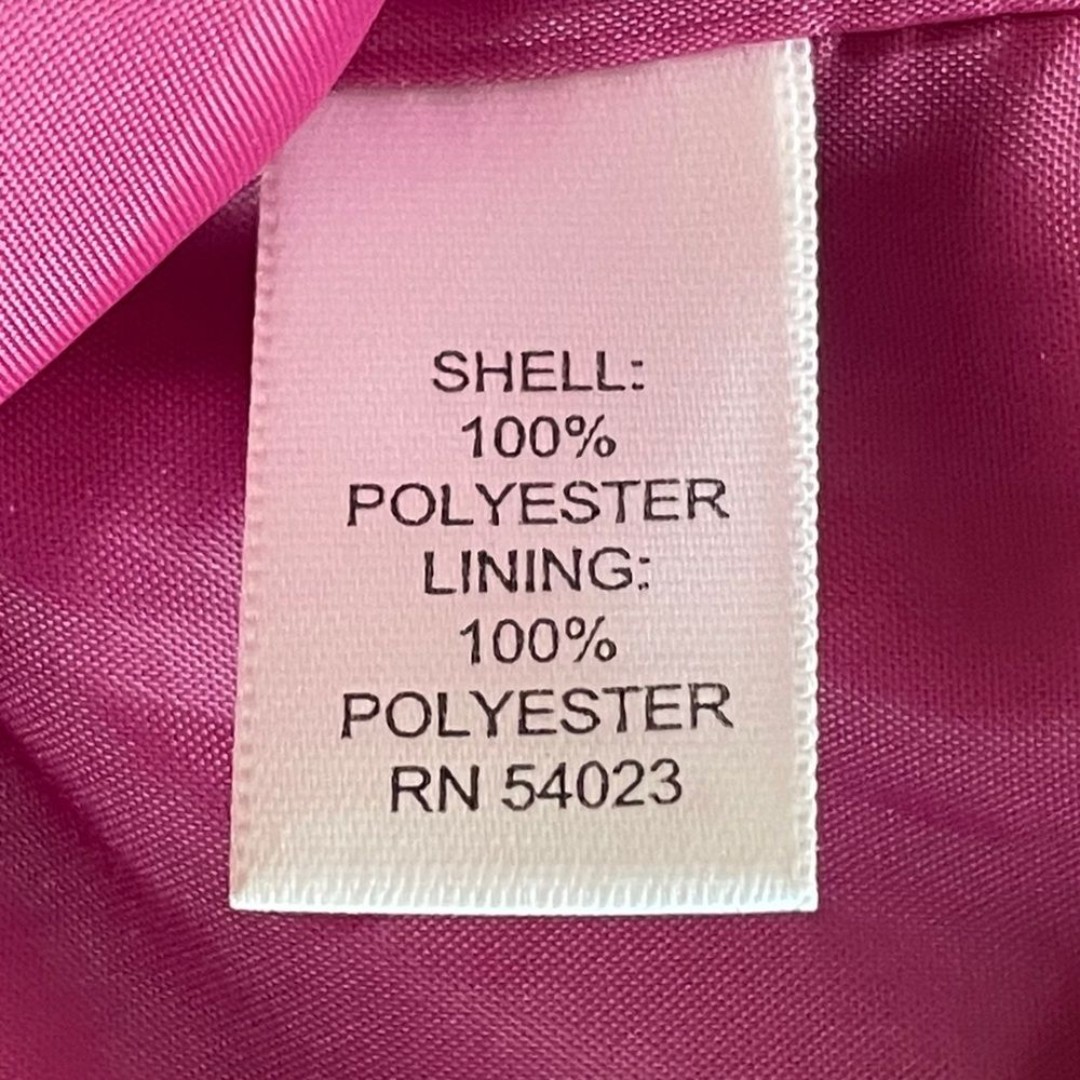 SHELL:
100%
POLYESTER
LINING:
100%
POLYESTER
RN 54023